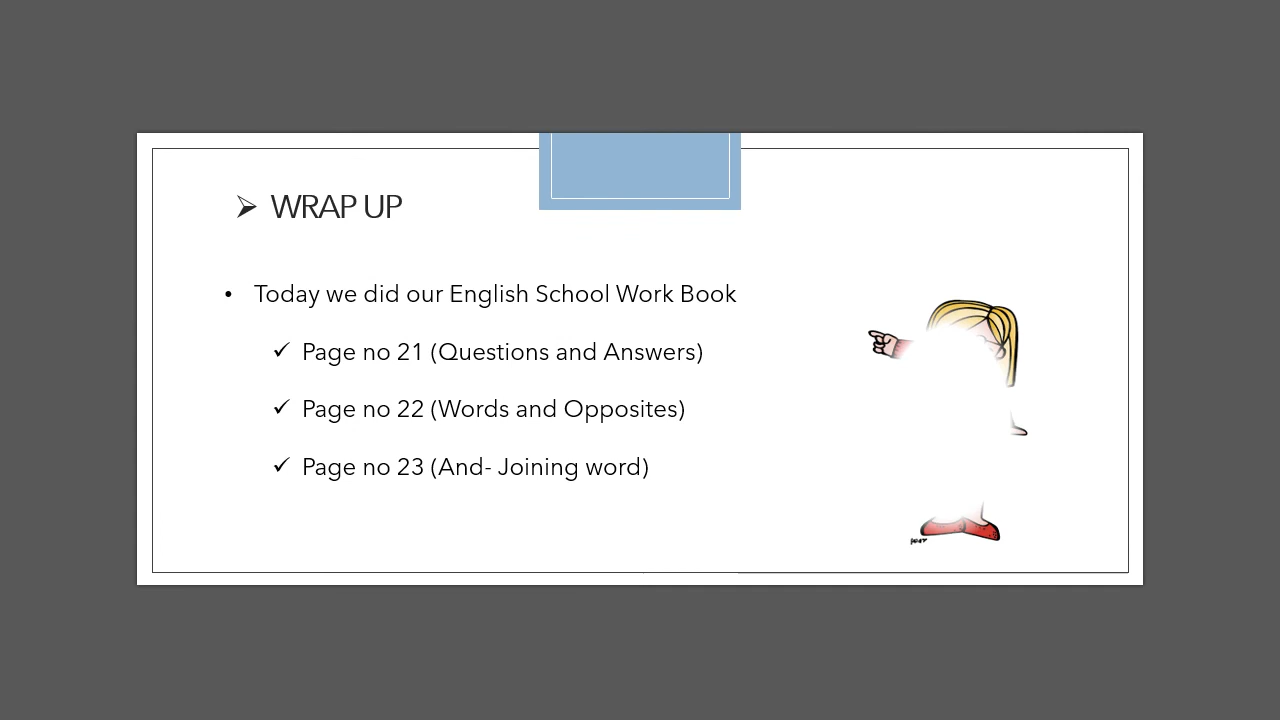 WRAP UP
Today we did our English School Work Book
Page no 21 (Questions and Answers)
Page no 22 (Words and Opposites)
Page no 23 (And- Joining word)